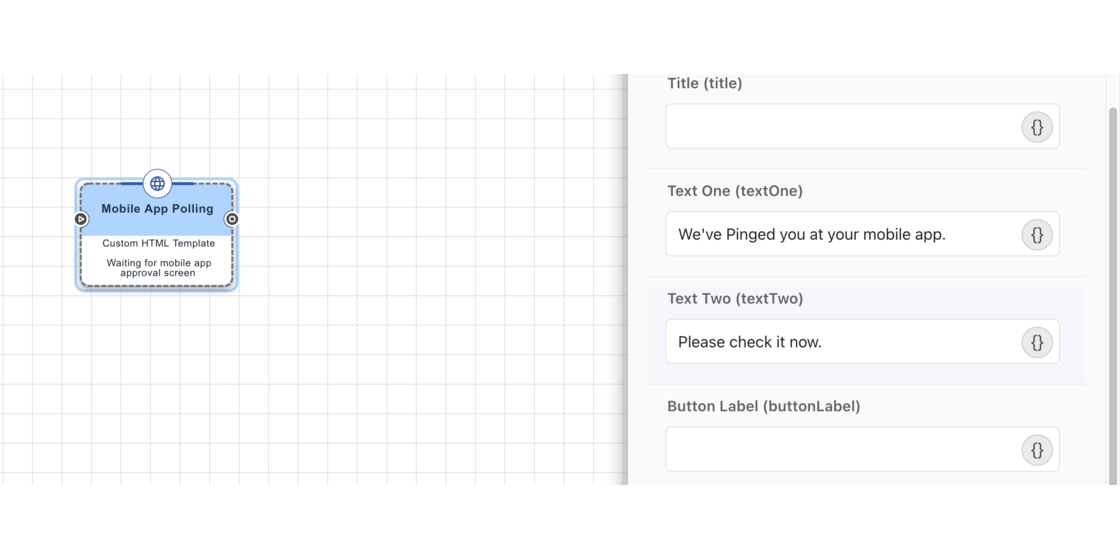 Title (title)
{}
Text One (textOne)
We've Pinged you at your mobile app.
{}
Text Two (textTwo)
Please check it now.
{}
Button Label (buttonLabel)
{}
Mobile App Polling
Custom HTML Template
Waiting for mobile app
approval screen